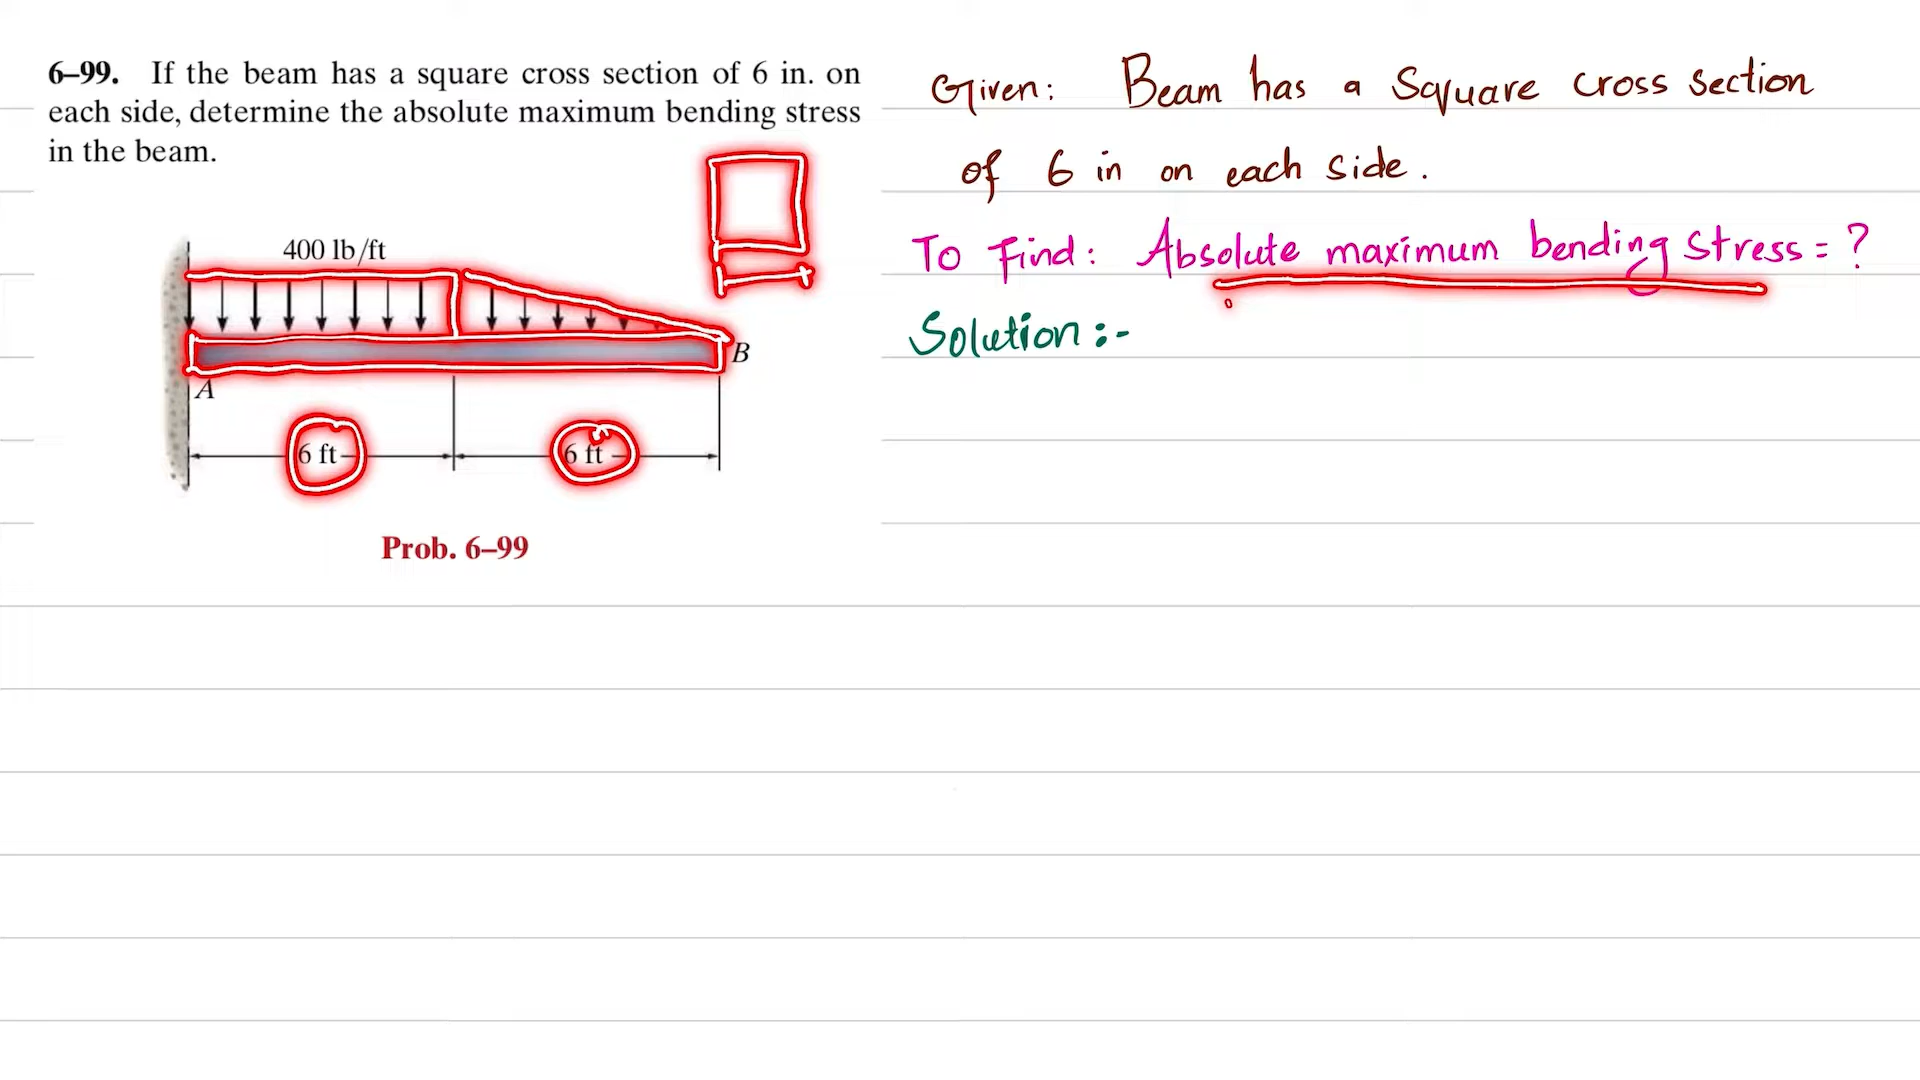 6–99. If the beam has a square cross section of 6 in. on
each side, determine the absolute maximum bending stress
in the beam.
400 lb/ft
B
A
6 ft
6 ft
Prob. 6–99
Given: Beam has a Square cross section
of 6 in on each side.
To Find: Absolute maximum bending stress = ?
Solution :-